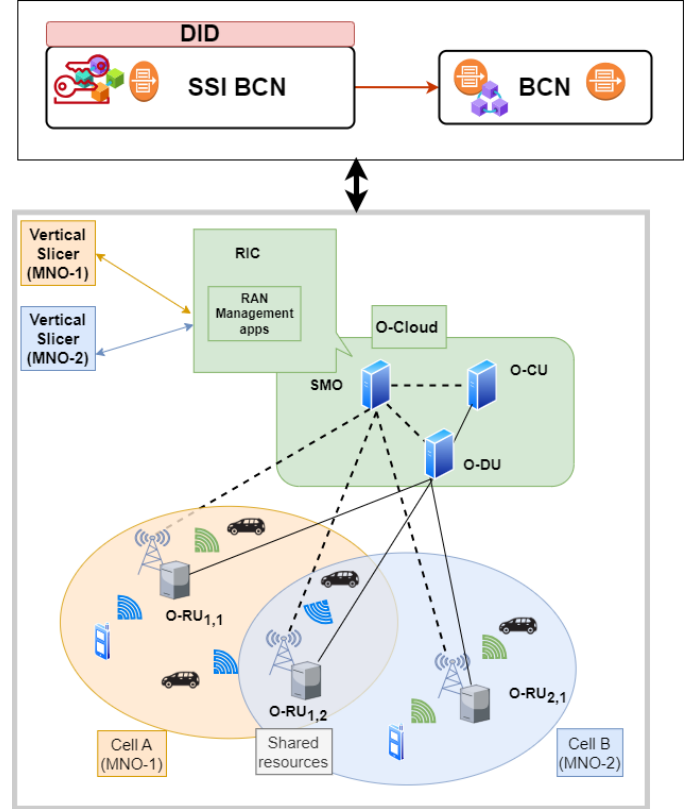 DID
SSI BCN
BCN
Vertical
Slicer
(MNO-1)
RIC
RAN
Management
apps
Vertical
Slicer
(MNO-2)
O-Cloud
SMO
O-CU
O-DU
O-RU1,1
O-RU1,2
O-RU2,1
Cell A
(MNO-1)
Shared
resources
Cell B
(MNO-2)